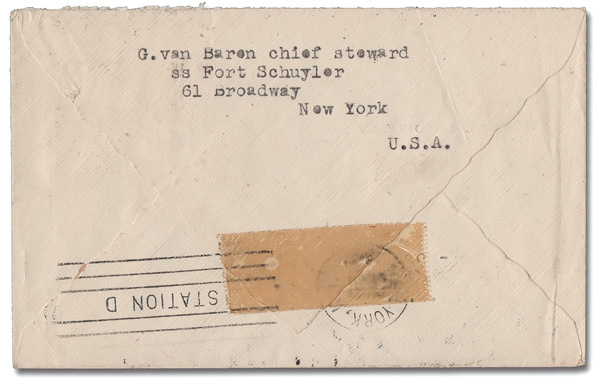 G.van Baren chief steward
ss Fort Schuyler
61 Broadway
New York
U.S.A.
STATION D
YORK,